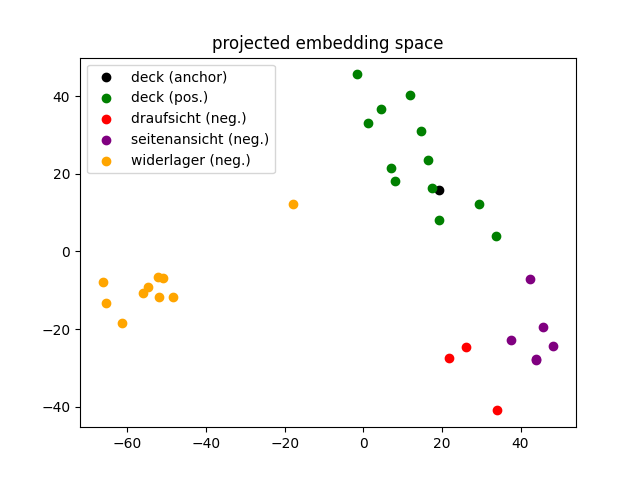 projected embedding space
deck (anchor)
deck (pos.)
draufsicht (neg.)
seitenansicht (neg.)
widerlager (neg.)
40
20
0
−20
−40
−60
−40
−20
0
20
40